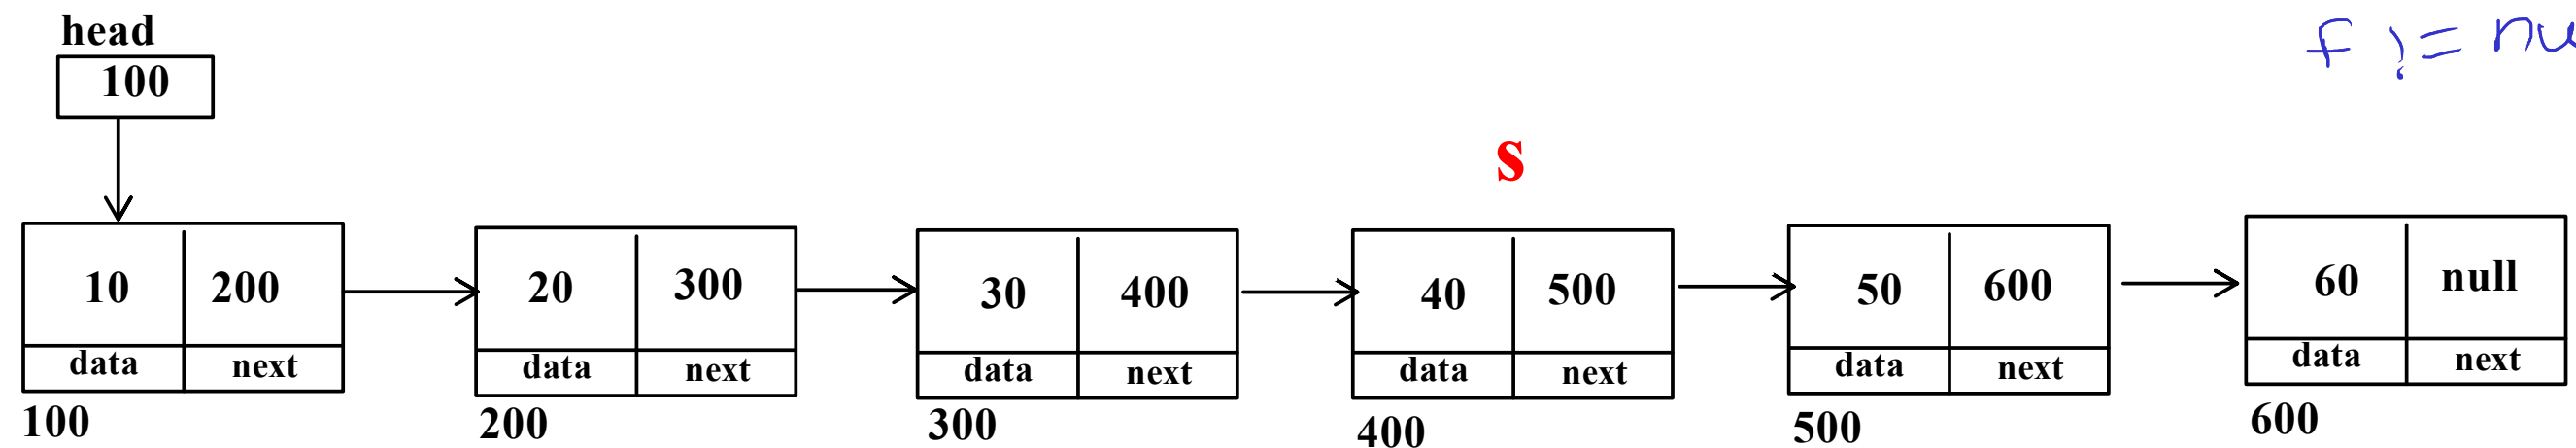 head
f != nu
100
s
10 200 20 300 30 400 40 500 50 600 60 null
data next data next data next data next data next data next
100 200 300 400 500 600